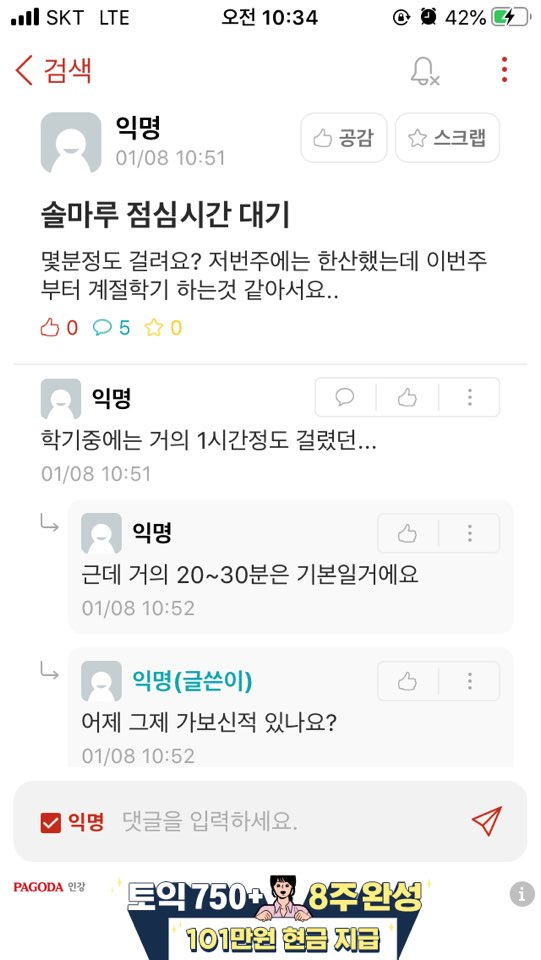 SKT LTE 오전 10:34 42%
검색
익명
01/08 10:51
공감 스크랩
솔마루 점심시간 대기
몇분정도 걸려요? 저번주에는 한산했는데 이번주
부터 계절학기 하는것 같아서요..
0 5 0
익명
학기중에는 거의 1시간정도 걸렸던...
01/08 10:51
익명
근데 거의 20~30분은 기본일거에요
01/08 10:52
익명(글쓴이)
어제 그제 가보신적 있나요?
01/08 10:52
익명 댓글을 입력하세요.
PAGODA 인강
토익 750+ 8주 완성
101만원 현금 지급